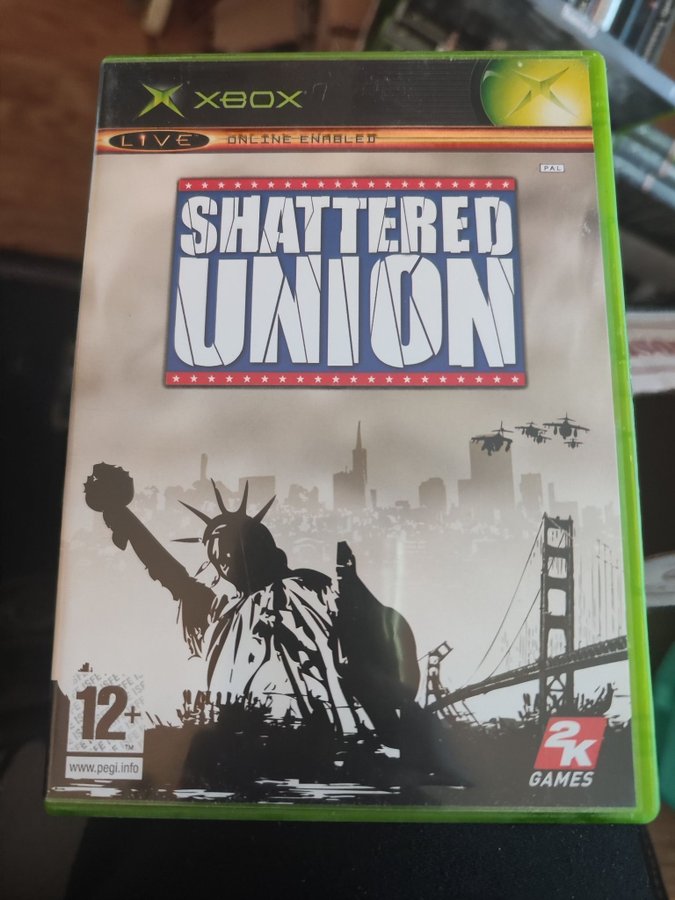 XBOX
LIVE ONLINE ENABLED
PAL
SHATTERED
UNION
12+
www.pegi.info
2K
GAMES